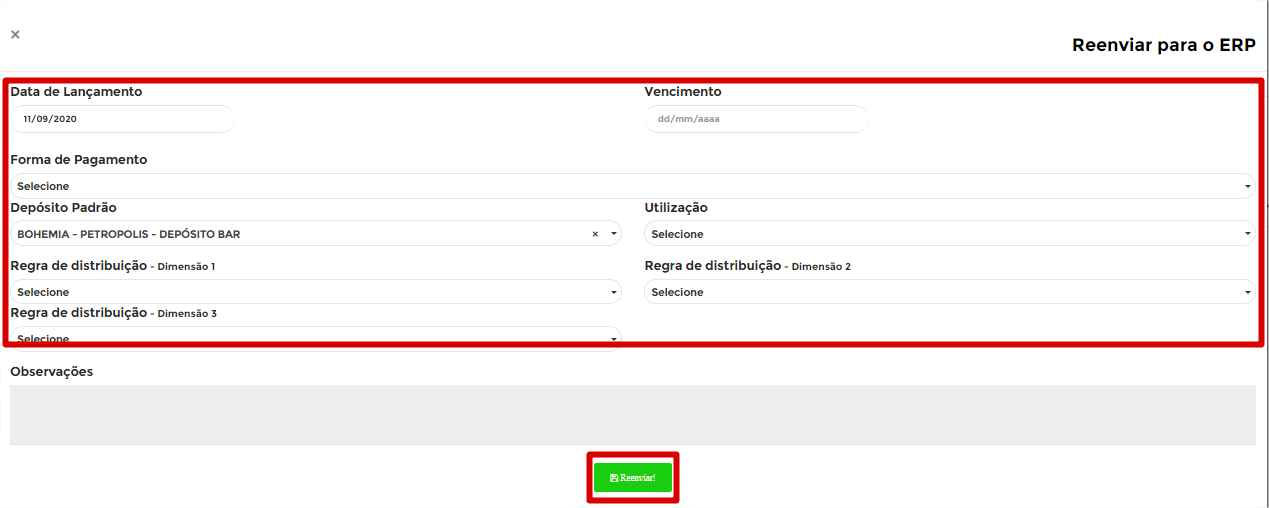 ×
Reenviar para o ERP
Data de Lançamento
Vencimento
11/09/2020
dd/mm/aaaa
Forma de Pagamento
Selecione
Depósito Padrão
Utilização
BOHEMIA - PETROPOLIS - DEPÓSITO BAR ×
Selecione
Regra de distribuição - Dimensão 1
Regra de distribuição - Dimensão 2
Selecione
Selecione
Regra de distribuição - Dimensão 3
Selecione
Observações
Reenviar!